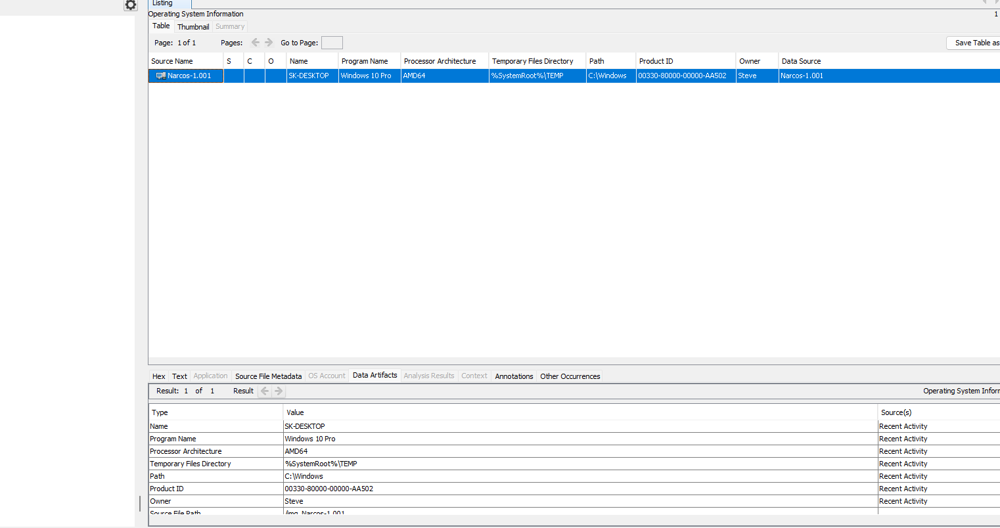 Listing
Operating System Information 1
Table Thumbnail Summary
Page: 1 of 1 Pages: Go to Page: Save Table as
Source Name S C O Name Program Name Processor Architecture Temporary Files Directory Path Product ID Owner Data Source
Narcos-1.001 SK-DESKTOP Windows 10 Pro AMD64 %SystemRoot%\TEMP C:\Windows 00330-80000-00000-AA502 Steve Narcos-1.001
Hex Text Application Source File Metadata OS Account Data Artifacts Analysis Results Context Annotations Other Occurrences
Result: 1 of 1 Result Operating System Inform
Type Value Source(s)
Name SK-DESKTOP Recent Activity
Program Name Windows 10 Pro Recent Activity
Processor Architecture AMD64 Recent Activity
Temporary Files Directory %SystemRoot%\TEMP Recent Activity
Path C:\Windows Recent Activity
Product ID 00330-80000-00000-AA502 Recent Activity
Owner Steve Recent Activity
Source File Path /img_Narcos-1.001